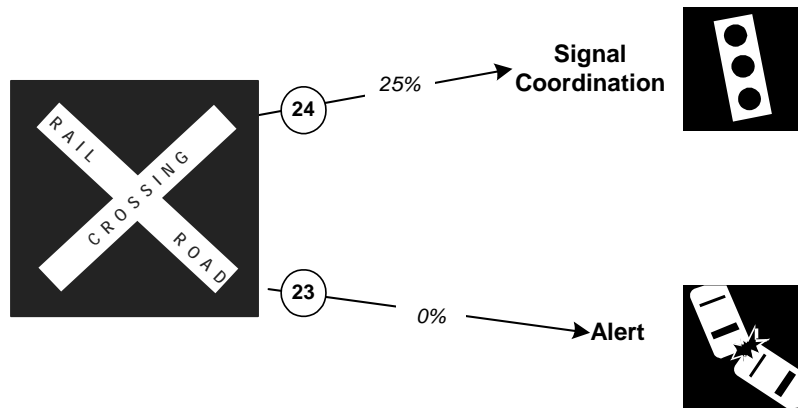 RAIL
CROSSING
ROAD
24
25%
Signal
Coordination
23
0%
Alert